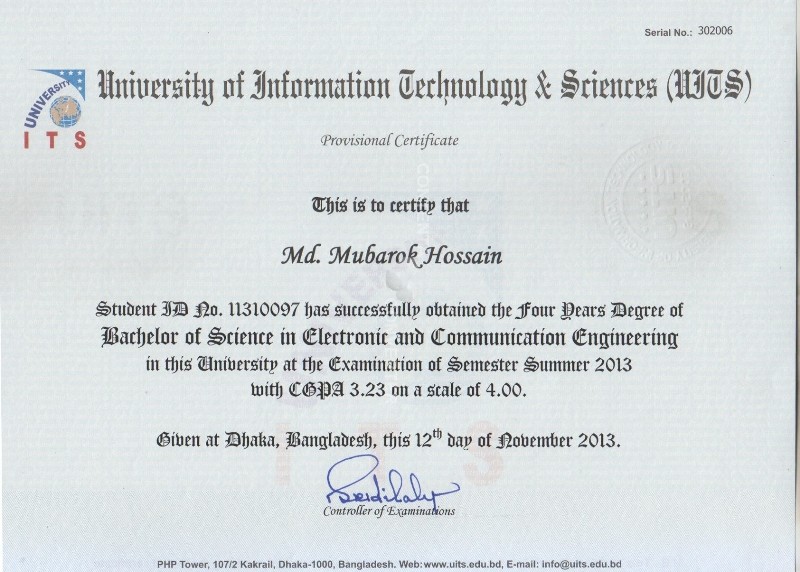 Serial No.: 302006
UNIVERSITY
ITS
University of Information Technology & Sciences (UITS)
Provisional Certificate
This is to certify that
Md. Mubarok Hossain
Student ID No. 11310097 has successfully obtained the Four Years Degree of
Bachelor of Science in Electronic and Communication Engineering
in this University at the Examination of Semester Summer 2013
with CGPA 3.23 on a scale of 4.00.
Given at Dhaka, Bangladesh, this 12th day of November 2013.
Controller of Examinations
PHP Tower, 107/2 Kakrail, Dhaka-1000, Bangladesh. Web: www.uits.edu.bd, E-mail: info@uits.edu.bd